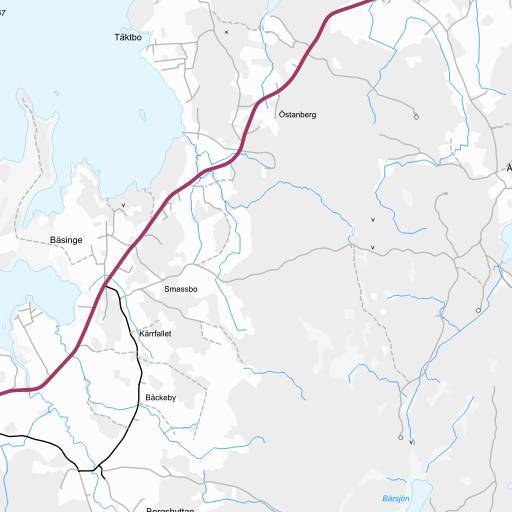 Täktbo
Östanberg
Bäsinge
Smassbo
Kärrfallet
Bäckeby
Bärsjön